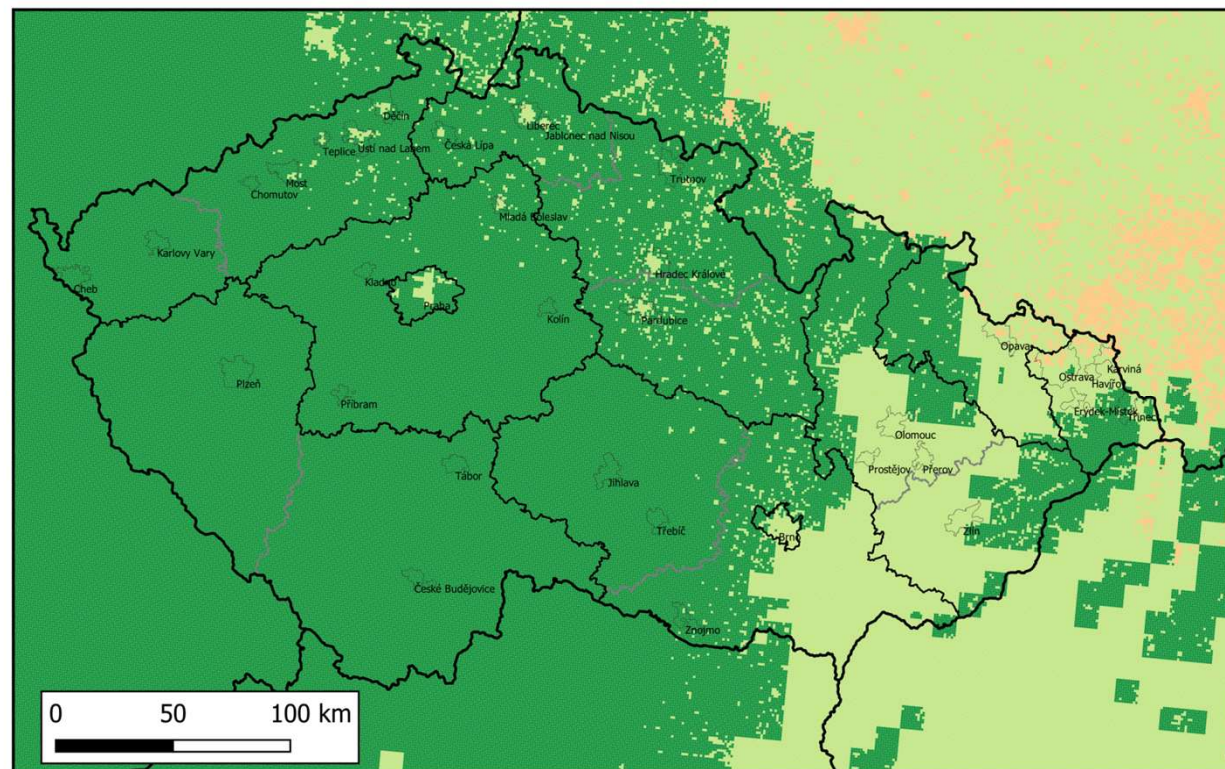 Děčín
Liberec
Jablonec nad Nisou
Teplice
Ústí nad Labem
Česká Lípa
Most
Chomutov
Trutnov
Mladá Boleslav
Karlovy Vary
Cheb
Kladno
Praha
Hradec Králové
Kolín
Pardubice
Opava
Karviná
Ostrava
Havířov
Frýdek-Místek
Třinec
Plzeň
Příbram
Olomouc
Prostějov
Přerov
Tábor
Jihlava
Třebíč
Brno
Zlín
České Budějovice
Znojmo
0 50 100 km